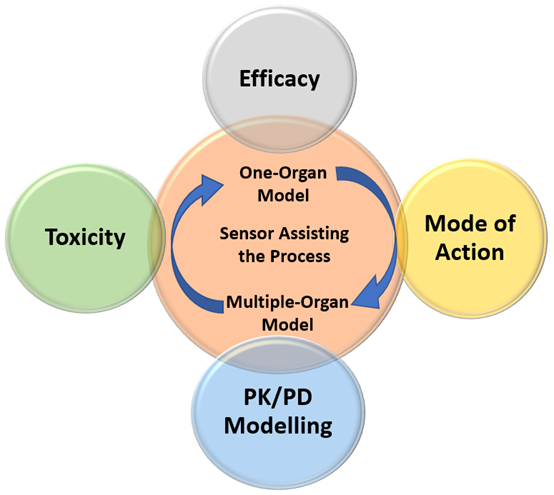 Efficacy
One-Organ
Model
Toxicity
Sensor Assisting
the Process
Mode of
Action
Multiple-Organ
Model
PK/PD
Modelling